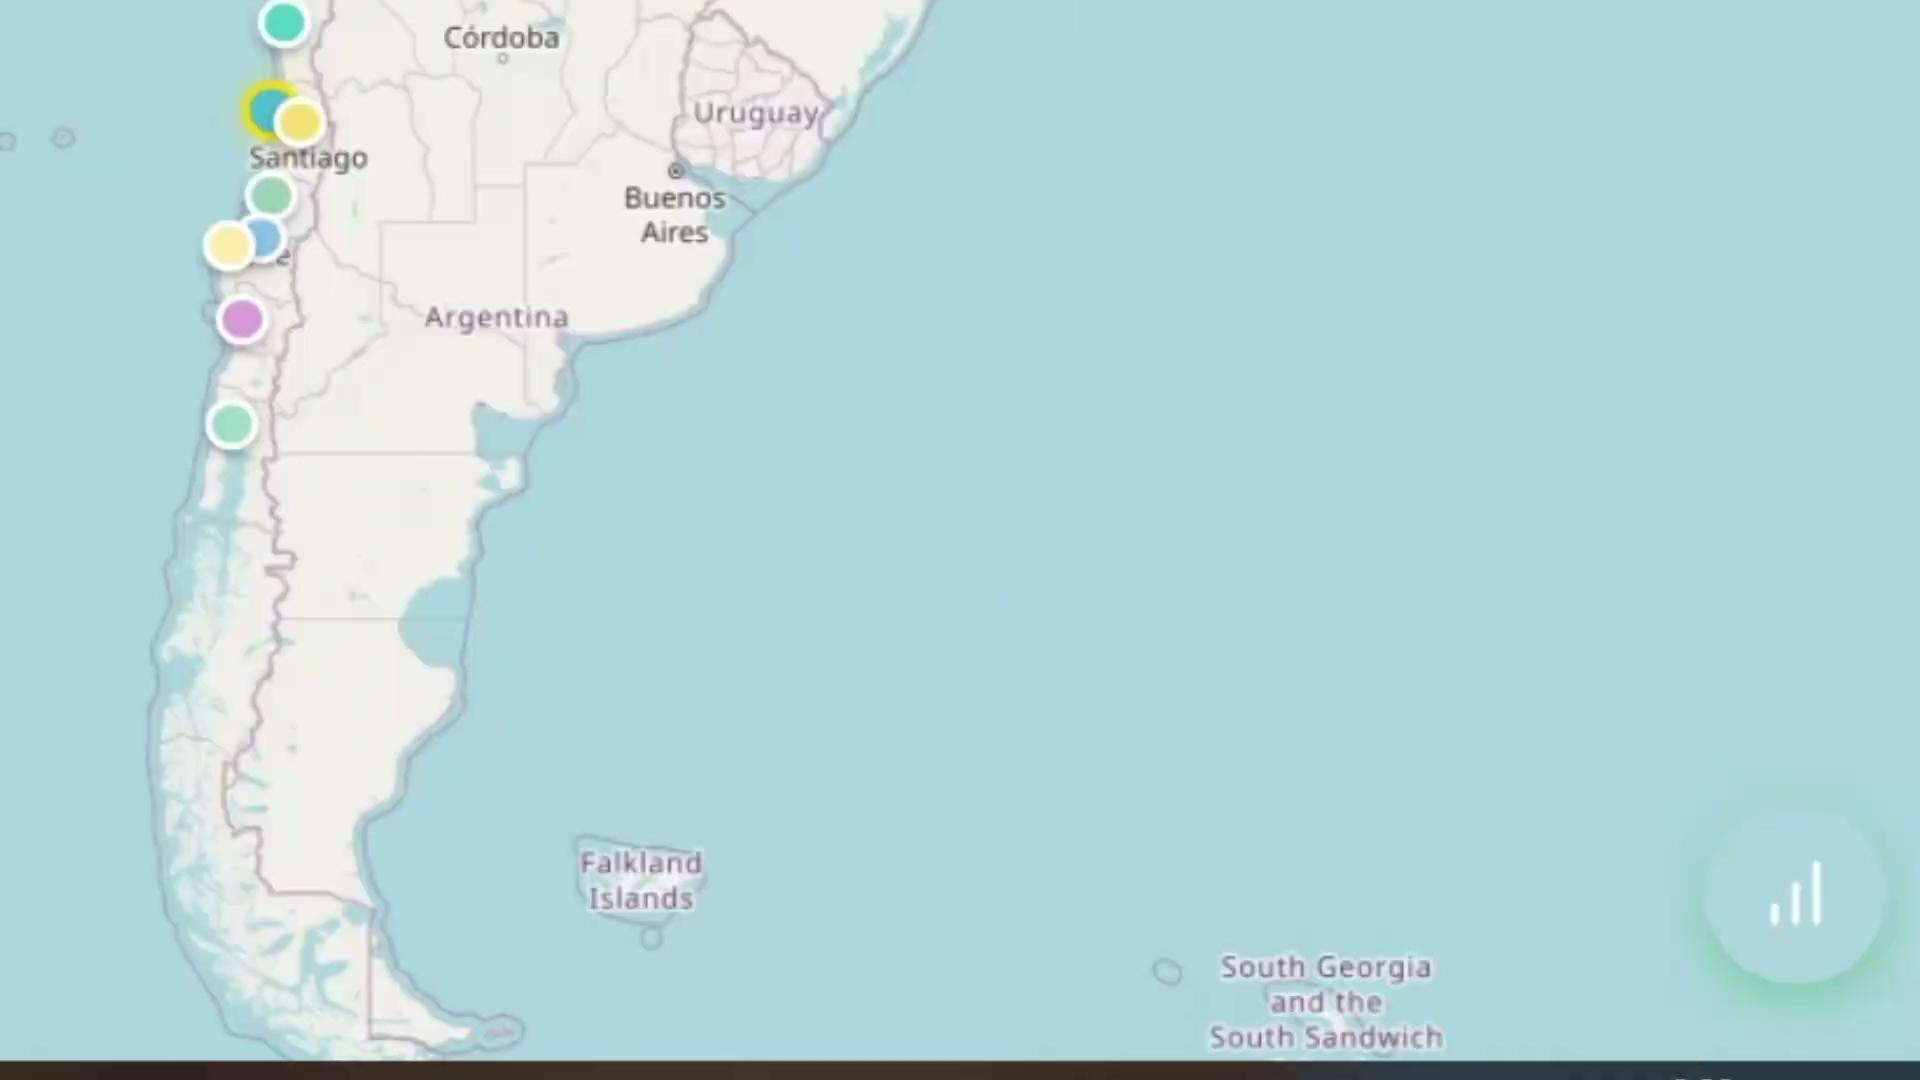 Córdoba
Uruguay
Santiago
Buenos
Aires
Argentina
Falkland
Islands
South Georgia
and the
South Sandwich